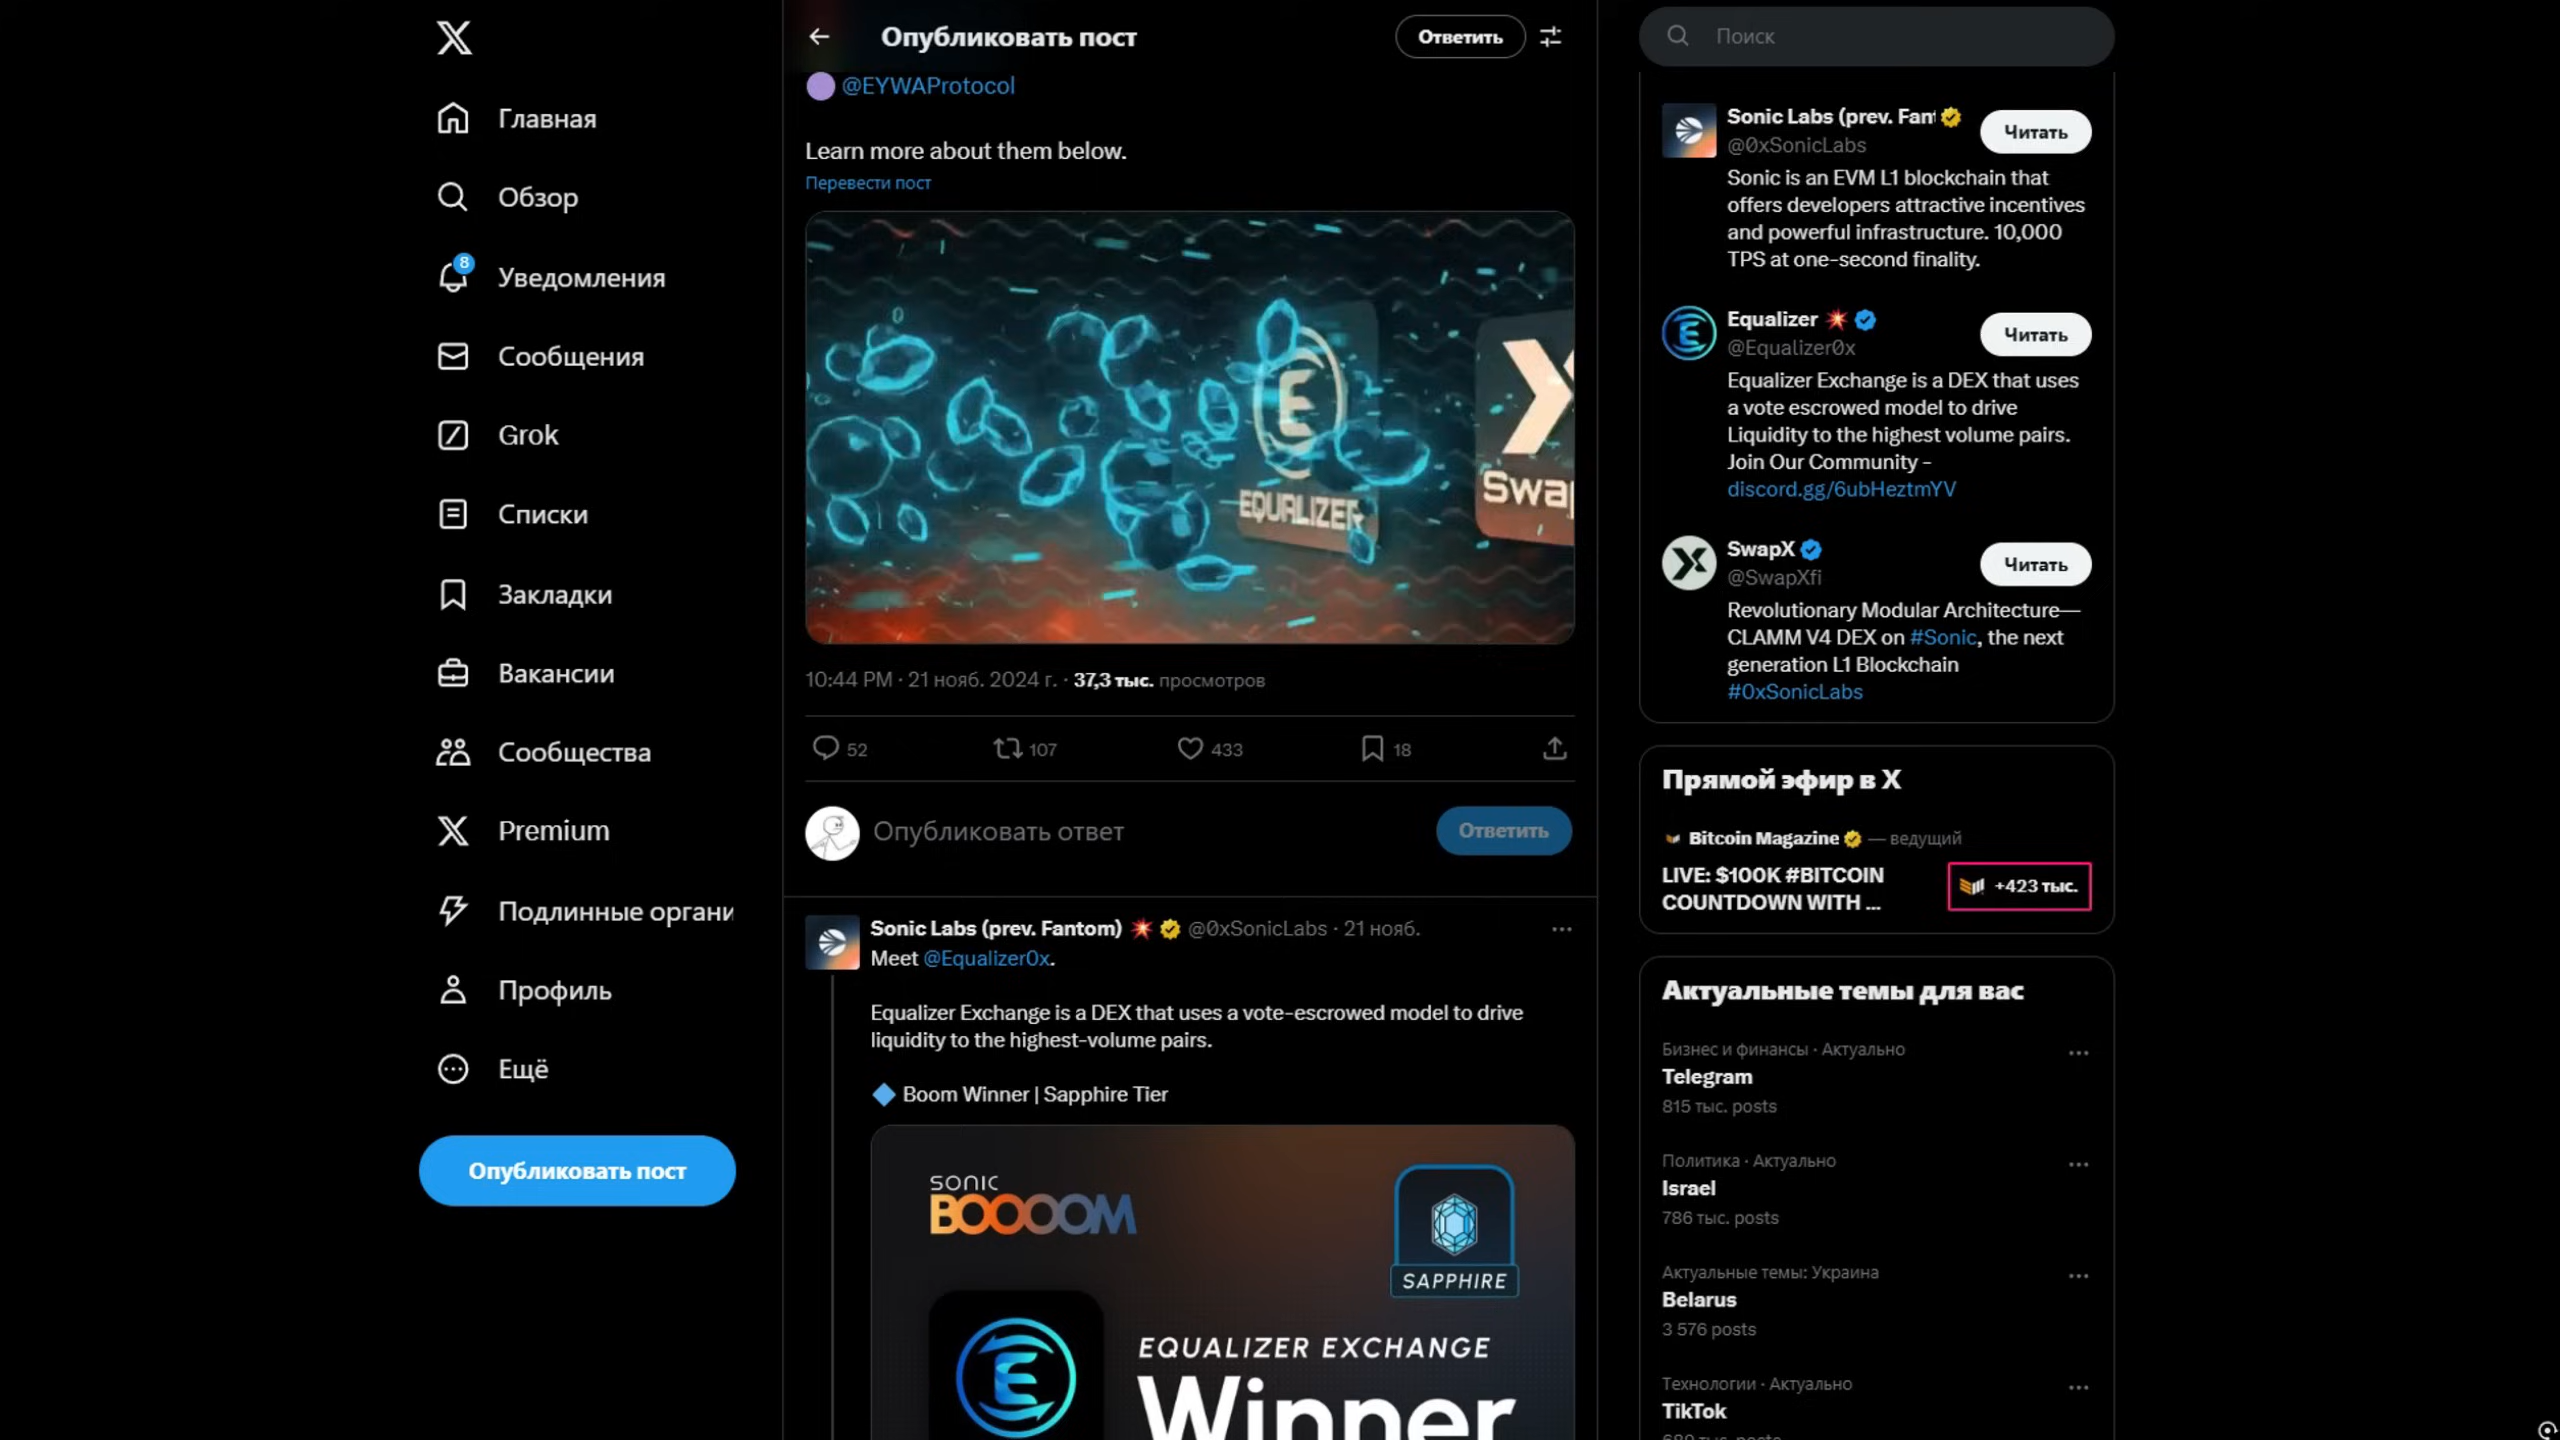 Главная
Обзор
8
Уведомления
Сообщения
Grok
Списки
Закладки
Вакансии
Сообщества
Premium
Подлинные органи
Профиль
Ещё
Опубликовать пост
Опубликовать пост
Ответить
@EYWAProtocol
Learn more about them below.
Перевести пост
EQUALIZER
Swap
10:44 PM · 21 нояб. 2024 г. · 37,3 тыс. просмотров
52
107
433
18
Опубликовать ответ
Ответить
Sonic Labs (prev. Fantom) @0xSonicLabs · 21 нояб.
Meet @Equalizer0x.
Equalizer Exchange is a DEX that uses a vote-escrowed model to drive
liquidity to the highest-volume pairs.
Boom Winner | Sapphire Tier
SONIC
BOOOOM
SAPPHIRE
EQUALIZER EXCHANGE
Winner
Поиск
Sonic Labs (prev. Fant
Читать
@0xSonicLabs
Sonic is an EVM L1 blockchain that
offers developers attractive incentives
and powerful infrastructure. 10,000
TPS at one-second finality.
Equalizer
Читать
@Equalizer0x
Equalizer Exchange is a DEX that uses
a vote escrowed model to drive
Liquidity to the highest volume pairs.
Join Our Community -
discord.gg/6ubHeztmYV
SwapX
Читать
@SwapXfi
Revolutionary Modular Architecture—
CLAMM V4 DEX on #Sonic, the next
generation L1 Blockchain
#0xSonicLabs
Прямой эфир в X
Bitcoin Magazine — ведущий
LIVE: $100K #BITCOIN
COUNTDOWN WITH ...
+423 тыс.
Актуальные темы для вас
Бизнес и финансы · Актуально
Telegram
815 тыс. posts
Политика · Актуально
Israel
786 тыс. posts
Актуальные темы: Украина
Belarus
3 576 posts
Технологии · Актуально
TikTok